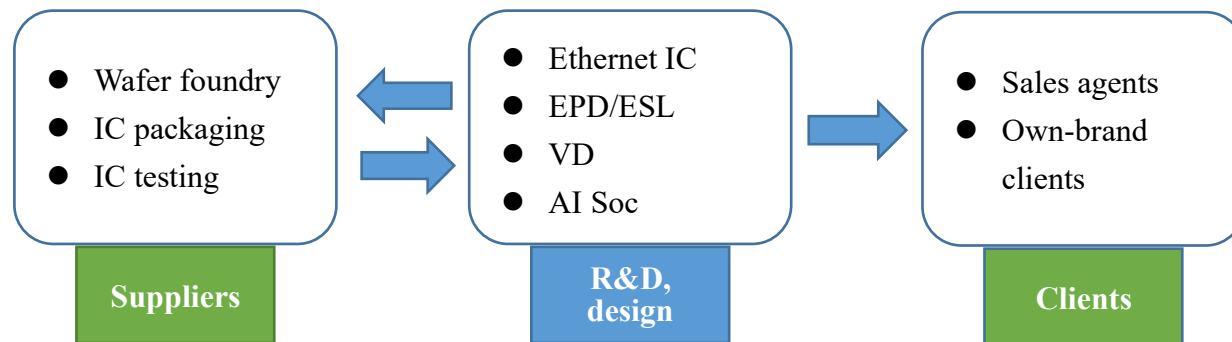 ● Wafer foundry
● IC packaging
● IC testing
Suppliers
● Ethernet IC
● EPD/ESL
● VD
● AI Soc
R&D,
design
● Sales agents
● Own-brand
clients
Clients